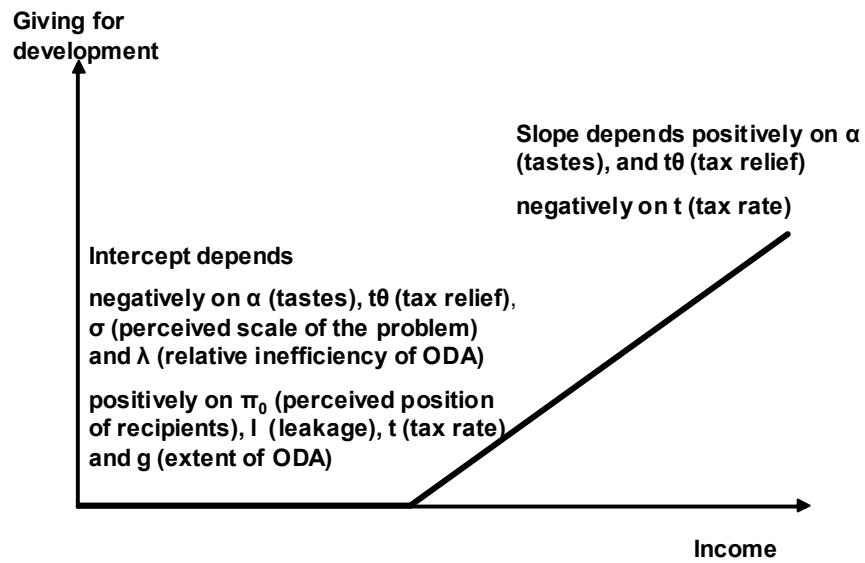 Giving for
development
Slope depends positively on α
(tastes), and tθ (tax relief)
negatively on t (tax rate)
Intercept depends
negatively on α (tastes), tθ (tax relief),
σ (perceived scale of the problem)
and λ (relative inefficiency of ODA)
positively on π₀ (perceived position
of recipients), l (leakage), t (tax rate)
and g (extent of ODA)
Income